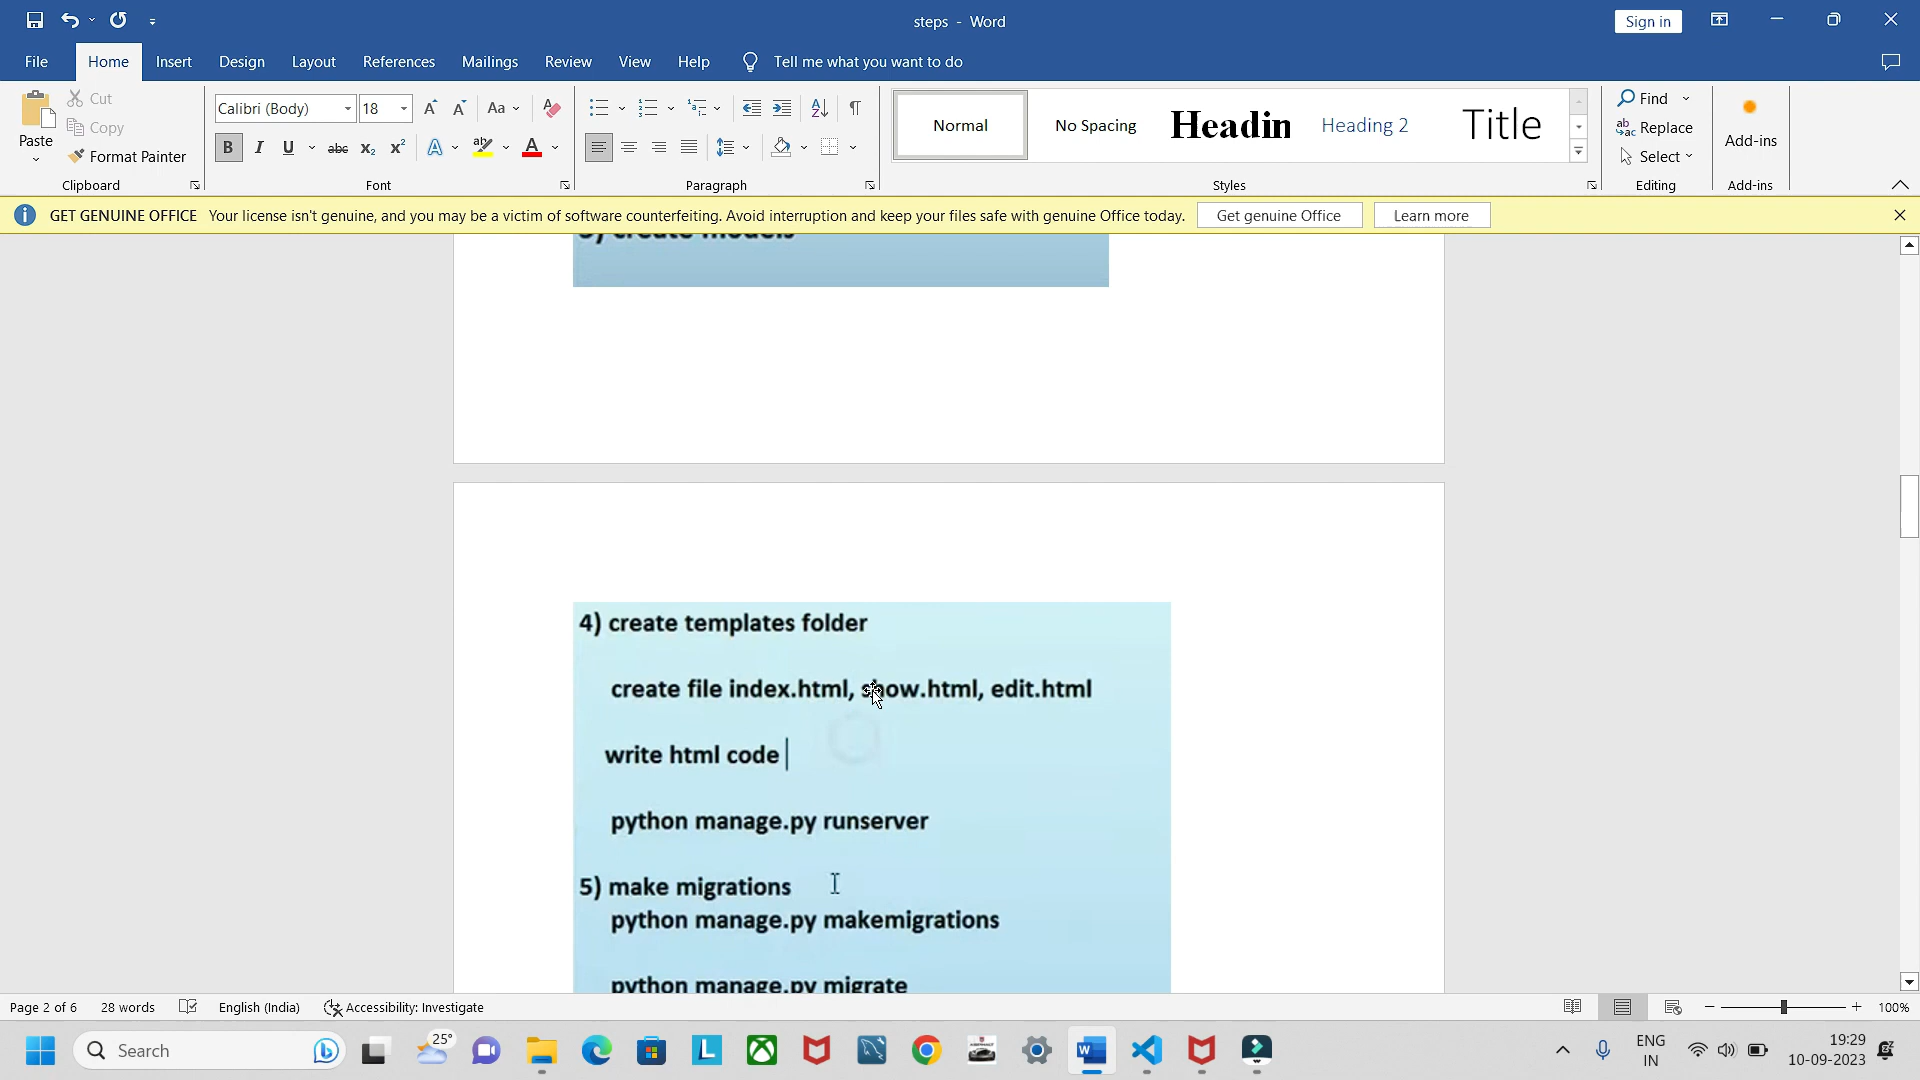 steps - Word
Sign in
File Home Insert Design Layout References Mailings Review View Help Tell me what you want to do
Paste
Cut
Copy
Format Painter
Clipboard
Calibri (Body) 18
Font
Paragraph
Normal
No Spacing
Headin
Heading 2
Title
Styles
Find
Replace
Select
Editing
Add-ins
Add-ins
GET GENUINE OFFICE Your license isn't genuine, and you may be a victim of software counterfeiting. Avoid interruption and keep your files safe with genuine Office today. Get genuine Office Learn more
3) create models
4) create templates folder
create file index.html, show.html, edit.html
write html code
python manage.py runserver
5) make migrations
python manage.py makemigrations
python manage.py migrate
Page 2 of 6 28 words English (India) Accessibility: Investigate 100%
Search
25°
ENG
IN
19:29
10-09-2023